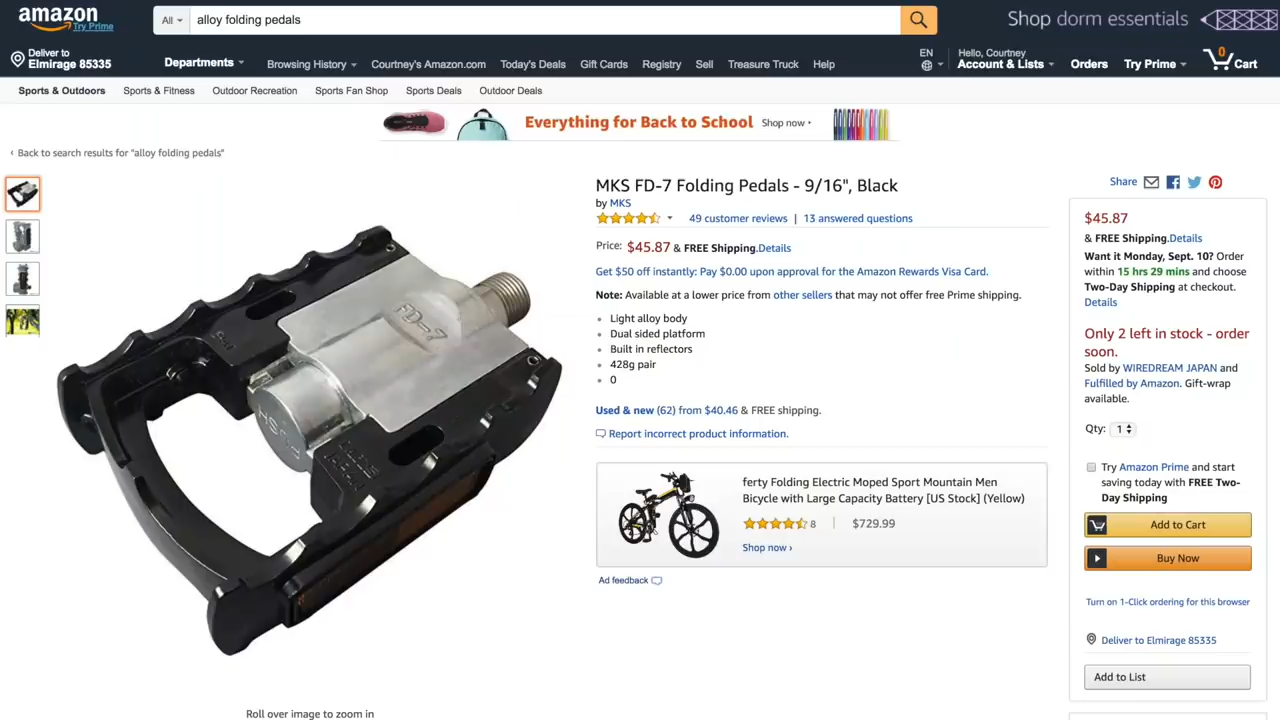 amazon
Try Prime
All
alloy folding pedals
Shop dorm essentials
Deliver to
Elmirage 85335
Departments
Browsing History
Courtney's Amazon.com
Today's Deals
Gift Cards
Registry
Sell
Treasure Truck
Help
EN
Hello, Courtney
Account & Lists
Orders
Try Prime
0
Cart
Sports & Outdoors
Sports & Fitness
Outdoor Recreation
Sports Fan Shop
Sports Deals
Outdoor Deals
Everything for Back to School
Shop now
‹ Back to search results for "alloy folding pedals"
FD-7
PUSH
MKS FD-7 Folding Pedals - 9/16", Black
by MKS
49 customer reviews | 13 answered questions
Price: $45.87 & FREE Shipping.Details
Get $50 off instantly: Pay $0.00 upon approval for the Amazon Rewards Visa Card.
Note: Available at a lower price from other sellers that may not offer free Prime shipping.
Light alloy body
Dual sided platform
Built in reflectors
428g pair
0
Used & new (62) from $40.46 & FREE shipping.
Report incorrect product information.
ferty Folding Electric Moped Sport Mountain Men
Bicycle with Large Capacity Battery [US Stock] (Yellow)
8 | $729.99
Shop now ›
Ad feedback
Share
$45.87
& FREE Shipping.Details
Want it Monday, Sept. 10? Order
within 15 hrs 29 mins and choose
Two-Day Shipping at checkout.
Details
Only 2 left in stock - order
soon.
Sold by WIREDREAM JAPAN and
Fulfilled by Amazon. Gift-wrap
available.
Qty: 1
Try Amazon Prime and start
saving today with FREE Two-
Day Shipping
Add to Cart
Buy Now
Turn on 1-Click ordering for this browser
Deliver to Elmirage 85335
Add to List
Roll over image to zoom in